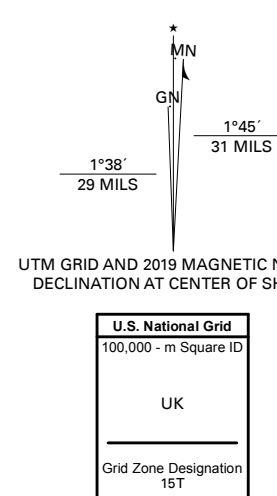 ★
MN
GN
1°45´
31 MILS
1°38´
29 MILS
UTM GRID AND 2019 MAGNETIC
DECLINATION AT CENTER OF
U.S. National Grid
100,000 - m Square ID
UK
Grid Zone Designation
15T